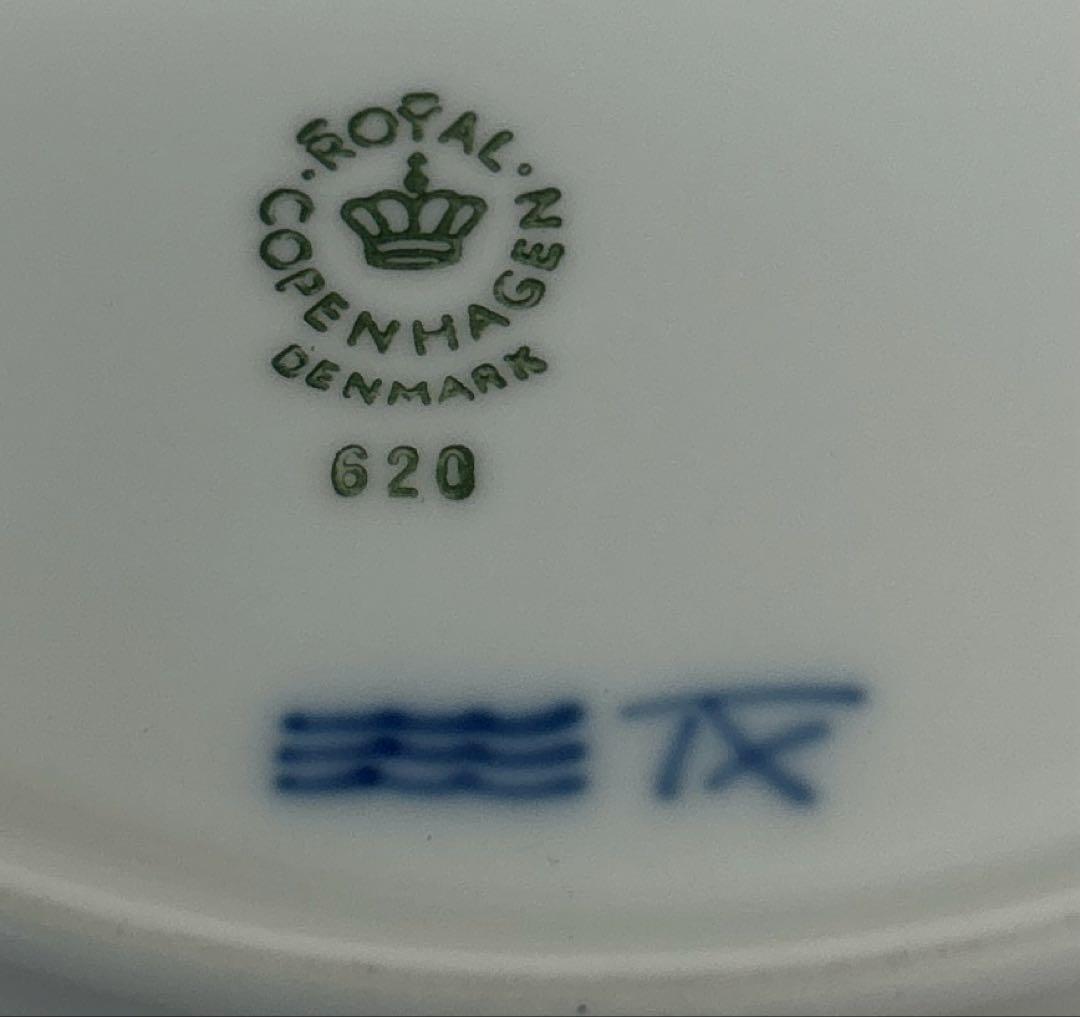 · ROYAL ·
COPENHAGEN
DENMARK
620